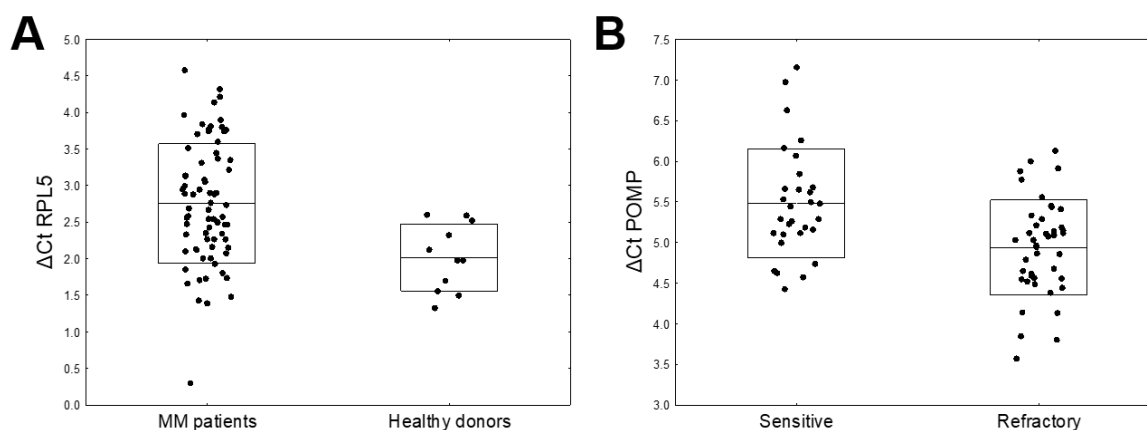 A
ΔCt RPL5
5.0
4.5
4.0
3.5
3.0
2.5
2.0
1.5
1.0
0.5
0.0
MM patients
Healthy donors
B
ΔCt POMP
7.5
7.0
6.5
6.0
5.5
5.0
4.5
4.0
3.5
3.0
Sensitive
Refractory